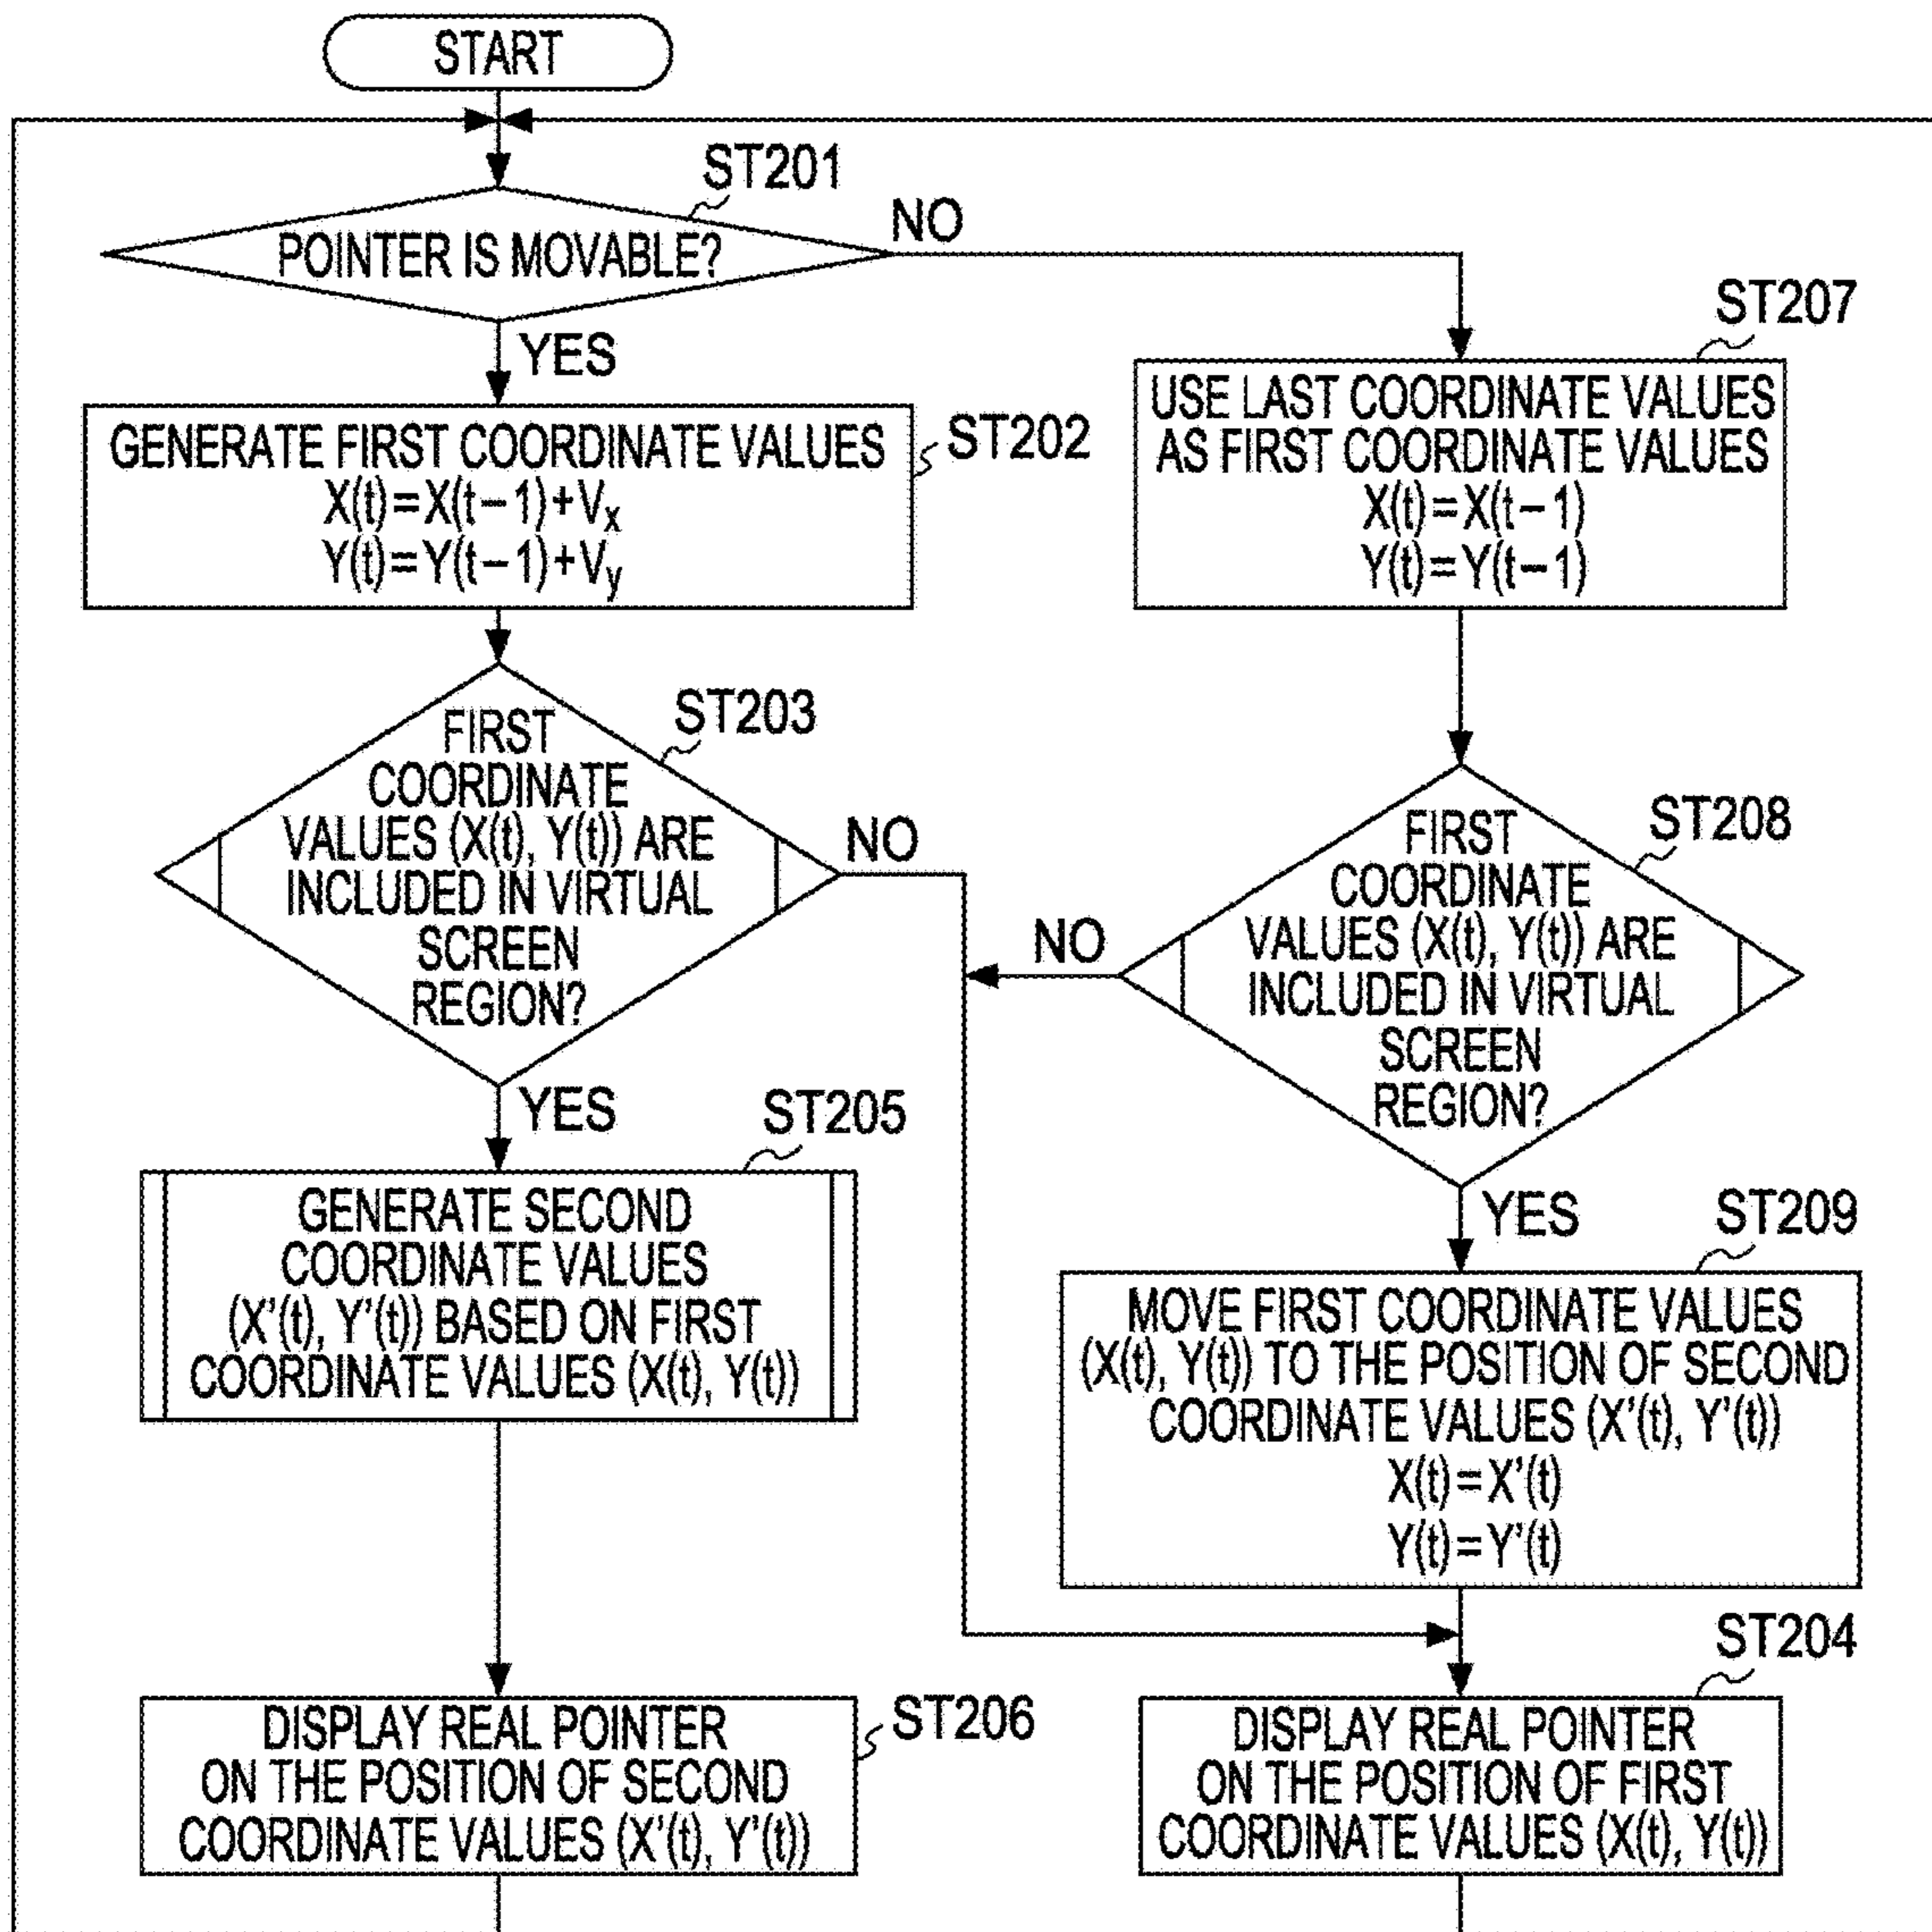 START
ST201
POINTER IS MOVABLE?
NO
YES
ST202
GENERATE FIRST COORDINATE VALUES
X(t)=X(t−1)+Vx
Y(t)=Y(t−1)+Vy
ST207
USE LAST COORDINATE VALUES
AS FIRST COORDINATE VALUES
X(t)=X(t−1)
Y(t)=Y(t−1)
ST203
FIRST
COORDINATE
VALUES (X(t), Y(t)) ARE
INCLUDED IN VIRTUAL
SCREEN
REGION?
NO
YES
ST208
FIRST
COORDINATE
VALUES (X(t), Y(t)) ARE
INCLUDED IN VIRTUAL
SCREEN
REGION?
NO
YES
ST205
GENERATE SECOND
COORDINATE VALUES
(X'(t), Y'(t)) BASED ON FIRST
COORDINATE VALUES (X(t), Y(t))
ST209
MOVE FIRST COORDINATE VALUES
(X(t), Y(t)) TO THE POSITION OF SECOND
COORDINATE VALUES (X'(t), Y'(t))
X(t)=X'(t)
Y(t)=Y'(t)
ST206
DISPLAY REAL POINTER
ON THE POSITION OF SECOND
COORDINATE VALUES (X'(t), Y'(t))
ST204
DISPLAY REAL POINTER
ON THE POSITION OF FIRST
COORDINATE VALUES (X(t), Y(t))